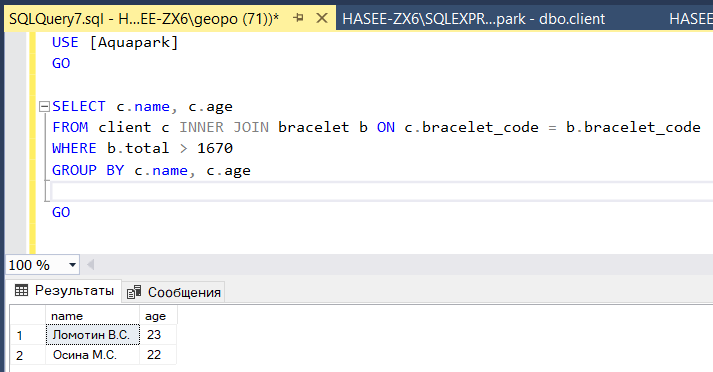 SQLQuery7.sql - H...EE-ZX6\geopo (71))*
HASEE-ZX6\SQLEXPR...park - dbo.client
HASEE
USE [Aquapark]
GO
SELECT c.name, c.age
FROM client c INNER JOIN bracelet b ON c.bracelet_code = b.bracelet_code
WHERE b.total > 1670
GROUP BY c.name, c.age
GO
100 %
Результаты
Сообщения
name age
1 Ломотин В.С. 23
2 Осина М.С. 22